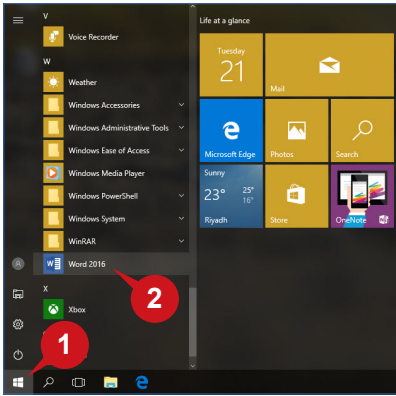 V
Voice Recorder
W
Weather
Windows Accessories
Windows Administrative Tools
Windows Ease of Access
Windows Media Player
Windows PowerShell
Windows System
WinRAR
Word 2016
X
Xbox
1
2
Life at a glance
Tuesday
21
Mail
Microsoft Edge
Photos
Search
Sunny
23°
25°
16°
Riyadh
Store
OneNote